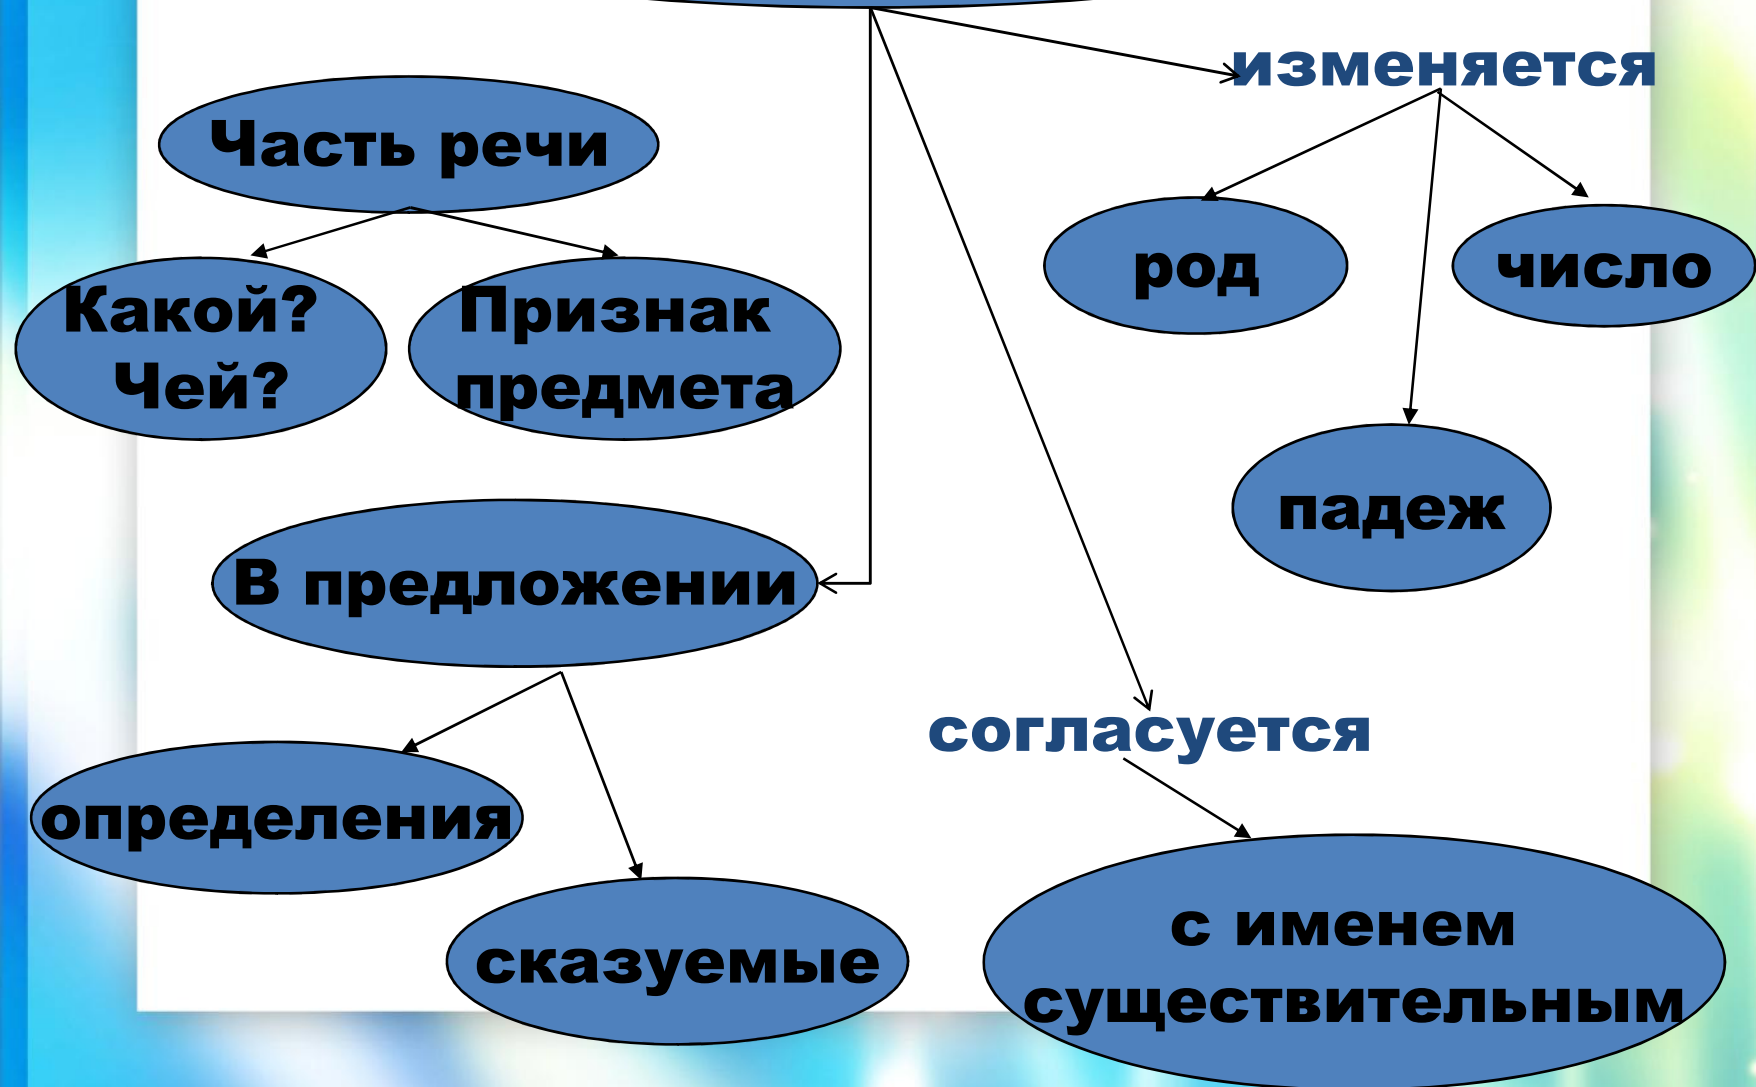 изменяется
Часть речи
род
число
Какой?
Чей?
Признак
предмета
падеж
В предложении
согласуется
определения
сказуемые
с именем
существительным